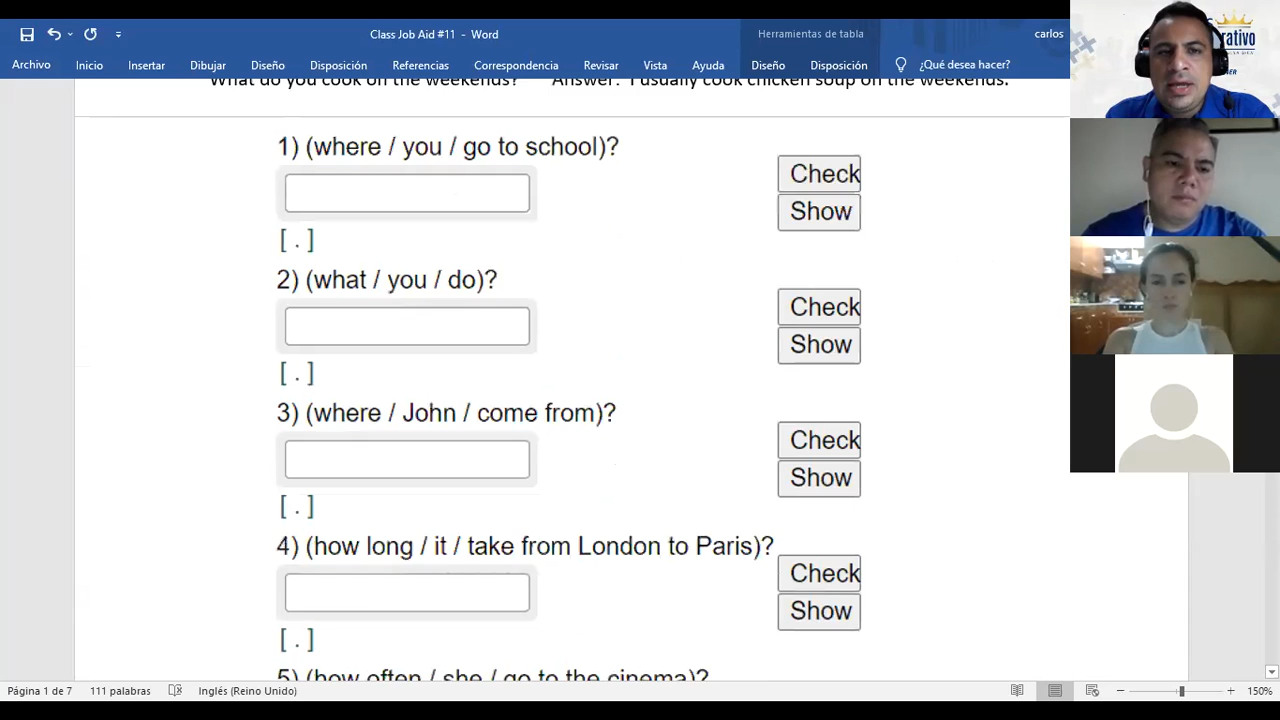 Class Job Aid #11 - Word
Herramientas de tabla
carlos
Archivo Inicio Insertar Dibujar Diseño Disposición Referencias Correspondencia Revisar Vista Ayuda Diseño Disposición ¿Qué desea hacer?
What do you cook on the weekends? Answer: I usually cook chicken soup on the weekends.
1) (where / you / go to school)?
Check
Show
[ . ]
2) (what / you / do)?
Check
Show
[ . ]
3) (where / John / come from)?
Check
Show
[ . ]
4) (how long / it / take from London to Paris)?
Check
Show
[ . ]
5) (how often / she / go to the cinema)?
Página 1 de 7 111 palabras Inglés (Reino Unido) 150%